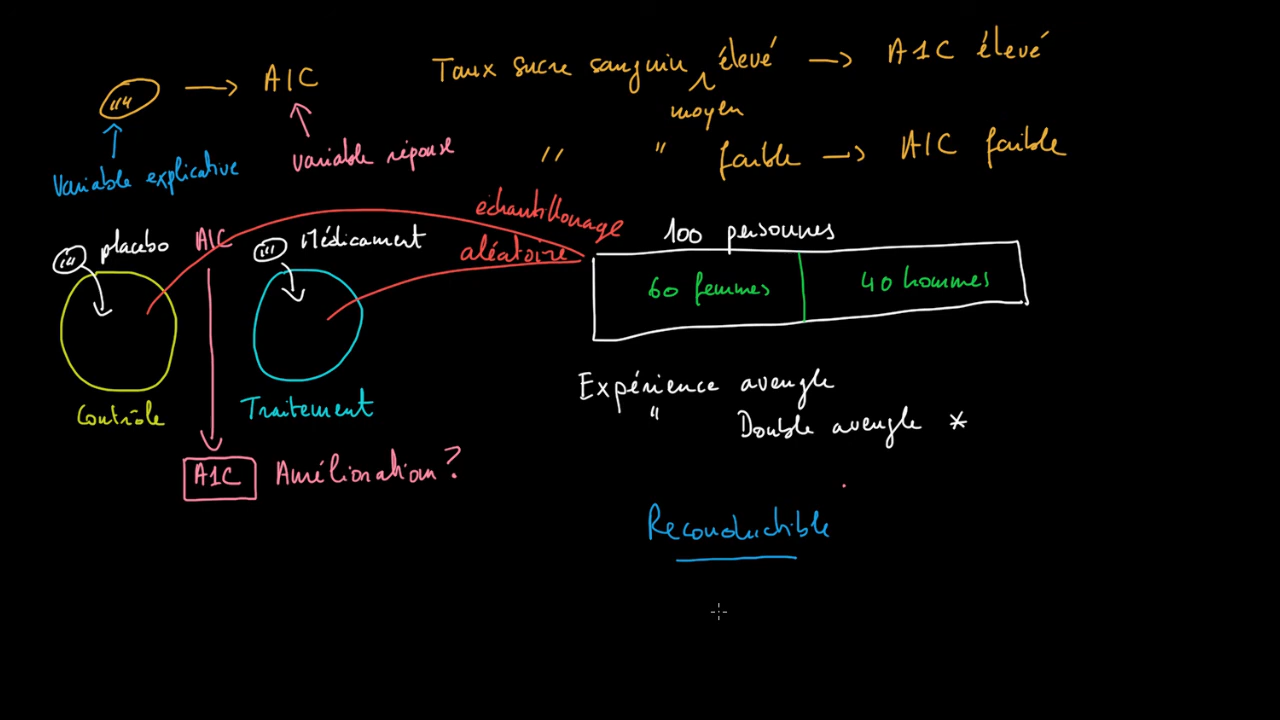 Taux sucre sanguin élevé → A1C élevé
moyen
" " faible → A1C faible
→ A1C
Variable explicative
variable réponse
échantillonage
aléatoire
placebo
A1C
Médicament
100 personnes
60 femmes
40 hommes
Contrôle
Traitement
Expérience aveugle
" Double aveugle *
A1C Amélioration?
Reconductible